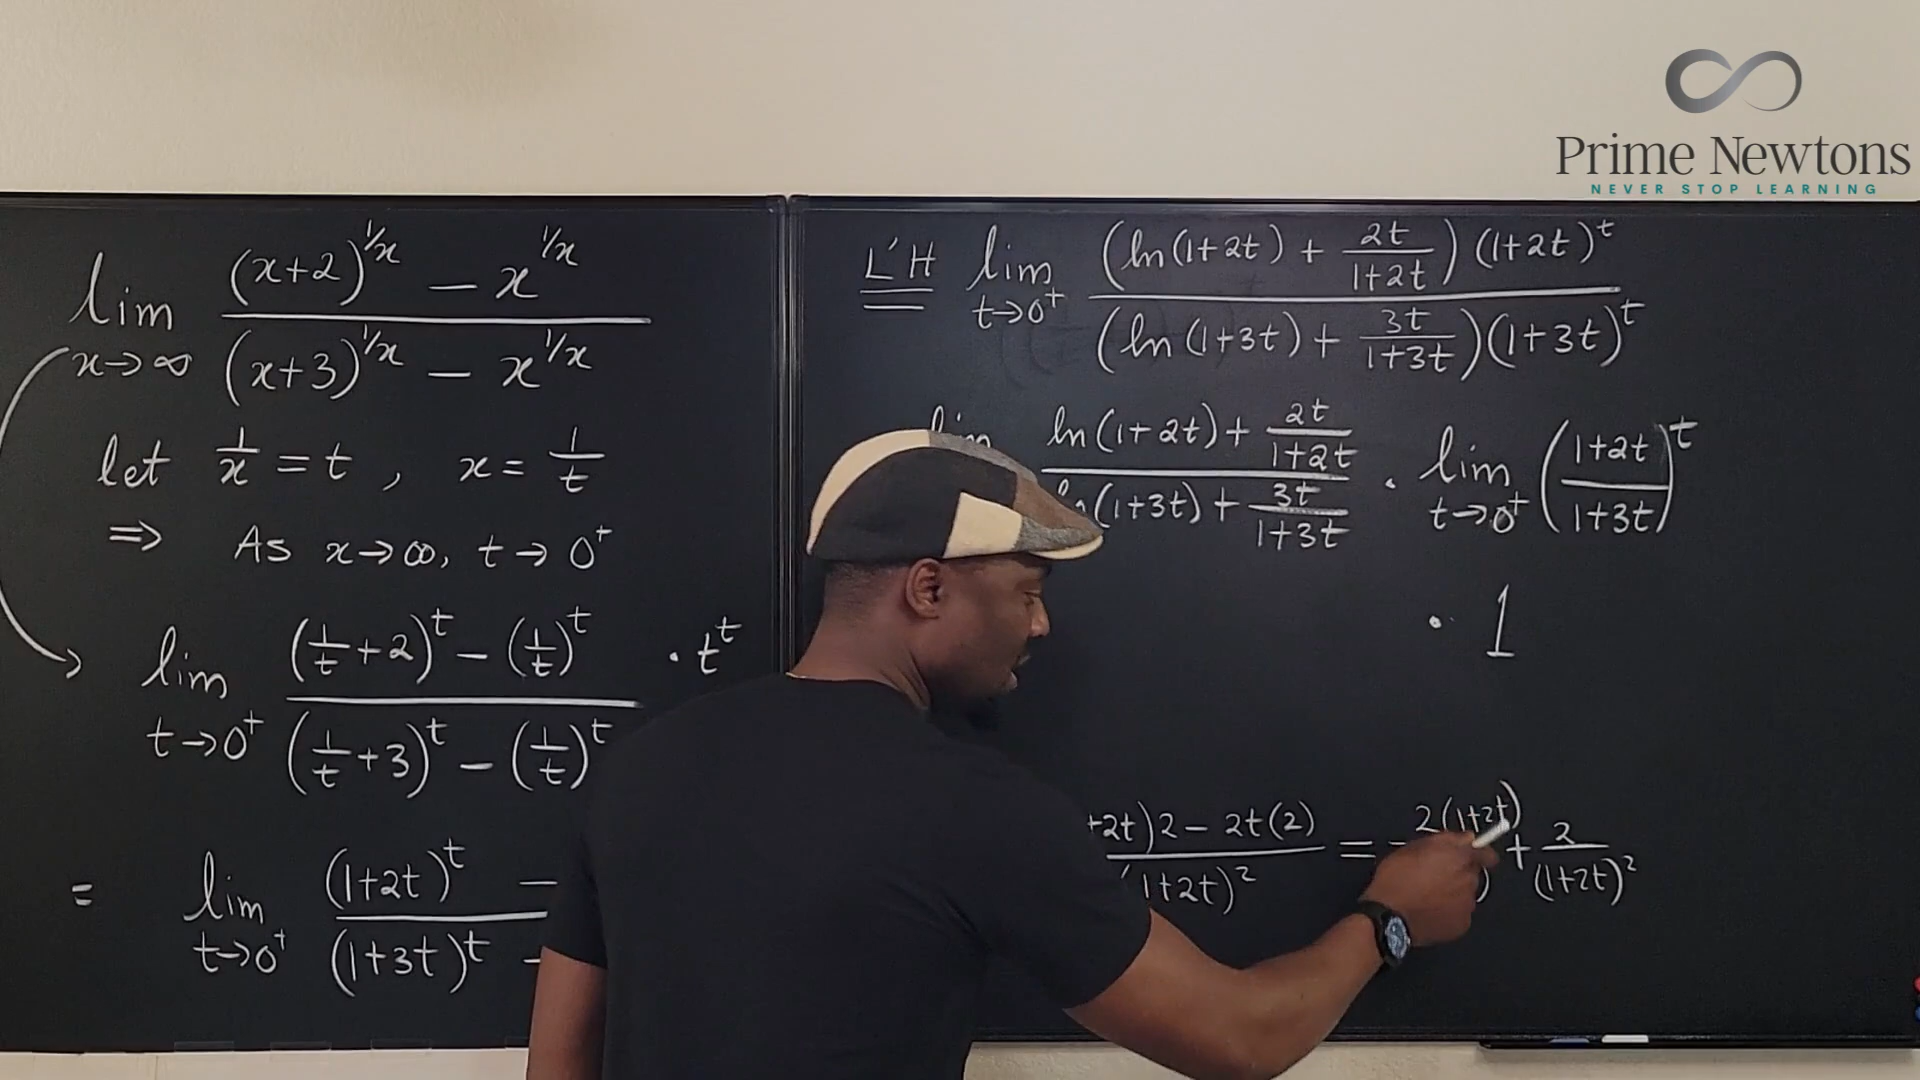 Prime Newtons
NEVER STOP LEARNING
lim x→∞ ((x+2)^(1/x) − x^(1/x)) / ((x+3)^(1/x) − x^(1/x))
let 1/x = t , x = 1/t
⇒ As x→∞, t → 0⁺
lim t→0⁺ ((1/t + 2)^t − (1/t)^t) / ((1/t + 3)^t − (1/t)^t) · t^t
= lim t→0⁺ (1+2t)^t − / (1+3t)^t −
L'H lim t→0⁺ ((ln(1+2t) + 2t/(1+2t)) (1+2t)^t) / ((ln(1+3t) + 3t/(1+3t))(1+3t)^t)
lim (ln(1+2t) + 2t/(1+2t)) / (ln(1+3t) + 3t/(1+3t)) · lim t→0⁺ ((1+2t)/(1+3t))^t
· 1
+2t)2 − 2t(2) / (1+2t)² = 2(1+2t) + 2/(1+2t)²